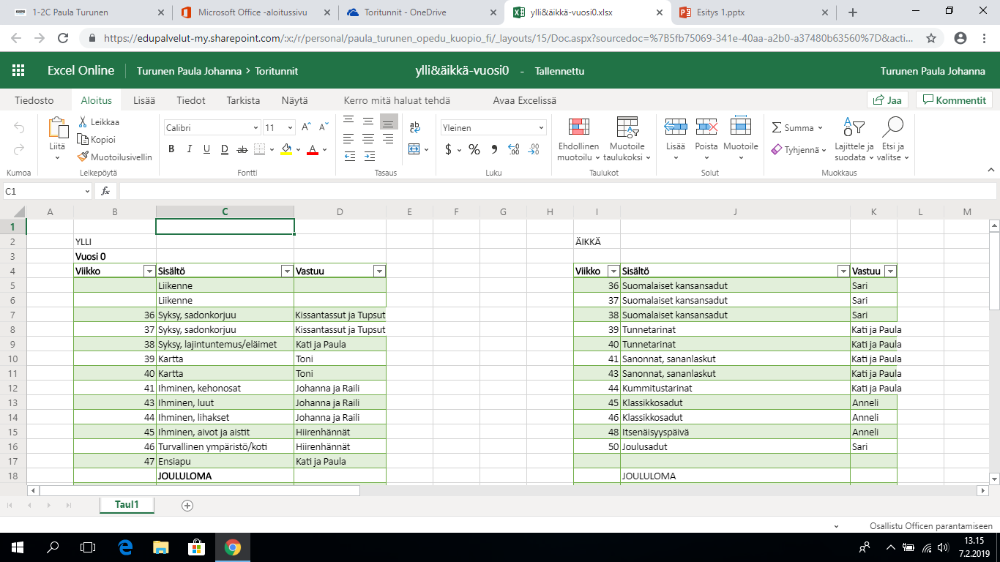 1-2C Paula Turunen
Microsoft Office -aloitussivu
Toritunnit - OneDrive
ylli&äikkä-vuosi0.xlsx
Esitys 1.pptx
https://edupalvelut-my.sharepoint.com/:x:/r/personal/paula_turunen_opedu_kuopio_fi/_layouts/15/Doc.aspx?sourcedoc=%7B5fb75069-341e-40aa-a2b0-a37480b63560%7D&acti...
Excel Online Turunen Paula Johanna > Toritunnit ylli&äikkä-vuosi0 - Tallennettu Turunen Paula Johanna
Tiedosto Aloitus Lisää Tiedot Tarkista Näytä Kerro mitä haluat tehdä Avaa Excelissä Jaa Kommentit
Liitä
Leikkaa
Kopioi
Muotoilusivellin
Calibri 11
B I U D ab A
Yleinen
$ % ,00
Ehdollinen muotoilu
Muotoile taulukoksi
Lisää Poista Muotoile
Summa
Tyhjennä
Lajittele ja suodata
Etsi ja valitse
Kumoa Leikepöytä Fontti Tasaus Luku Taulukot Solut Muokkaus
C1 fx
A B C D E F G H I J K L M
1
2 YLLI ÄIKKÄ
3 Vuosi 0
4 Viikko Sisältö Vastuu Viikko Sisältö Vastuu
5 Liikenne 36 Suomalaiset kansansadut Sari
6 Liikenne 37 Suomalaiset kansansadut Sari
7 36 Syksy, sadonkorjuu Kissantassut ja Tupsut 38 Suomalaiset kansansadut Sari
8 37 Syksy, sadonkorjuu Kissantassut ja Tupsut 39 Tunnetarinat Kati ja Paula
9 38 Syksy, lajintuntemus/eläimet Kati ja Paula 40 Tunnetarinat Kati ja Paula
10 39 Kartta Toni 41 Sanonnat, sananlaskut Kati ja Paula
11 40 Kartta Toni 43 Sanonnat, sananlaskut Kati ja Paula
12 41 Ihminen, kehonosat Johanna ja Raili 44 Kummitustarinat Kati ja Paula
13 43 Ihminen, luut Johanna ja Raili 45 Klassikkosadut Anneli
14 44 Ihminen, lihakset Johanna ja Raili 46 Klassikkosadut Anneli
15 45 Ihminen, aivot ja aistit Hiirenhännät 48 Itsenäisyyspäivä Anneli
16 46 Turvallinen ympäristö/koti Hiirenhännät 50 Joulusadut Sari
17 47 Ensiapu Kati ja Paula
18 JOULULOMA JOULULOMA
Taul1
Osallistu Officen parantamiseen
13.15
7.2.2019